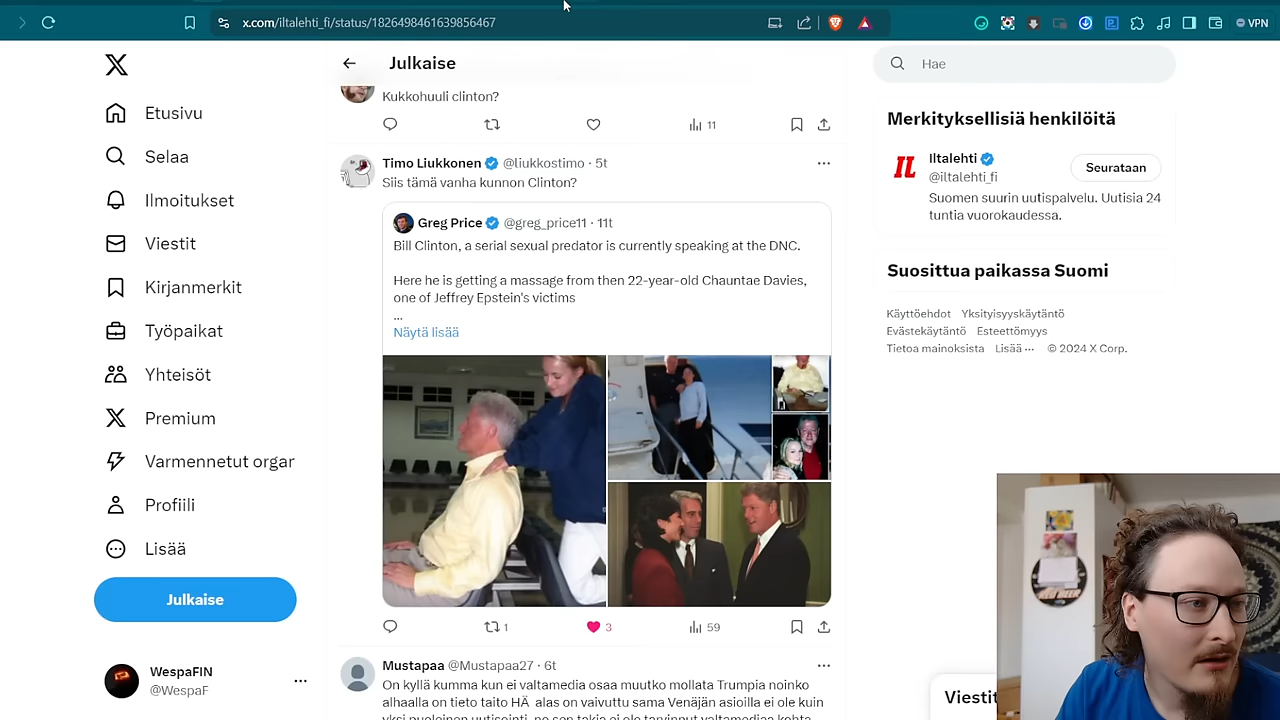 x.com/iltalehti_fi/status/1826498461639856467
VPN
Julkaise
Hae
Etusivu
Selaa
Ilmoitukset
Viestit
Kirjanmerkit
Työpaikat
Yhteisöt
Premium
Varmennetut orgar
Profiili
Lisää
Julkaise
WespaFIN
@WespaF
Kukkohuuli clinton?
11
Timo Liukkonen @liukkostimo · 5t
Siis tämä vanha kunnon Clinton?
Greg Price @greg_price11 · 11t
Bill Clinton, a serial sexual predator is currently speaking at the DNC.
Here he is getting a massage from then 22-year-old Chauntae Davies,
one of Jeffrey Epstein's victims
...
Näytä lisää
1 3 59
Mustapaa @Mustapaa27 · 6t
On kyllä kumma kun ei valtamedia osaa muutko mollata Trumpia noinko
alhaalla on tieto taito HÄ alas on vaivuttu sama Venäjän asioilla ei ole kuin
yksi puoleinen uutisointi, no sen takia ei ole tarvinnut valtamediaa kohta
Merkityksellisiä henkilöitä
Iltalehti
@iltalehti_fi
Seurataan
Suomen suurin uutispalvelu. Uutisia 24
tuntia vuorokaudessa.
Suosittua paikassa Suomi
Käyttöehdot Yksityisyyskäytäntö
Evästekäytäntö Esteettömyys
Tietoa mainoksista Lisää ··· © 2024 X Corp.
Viestit